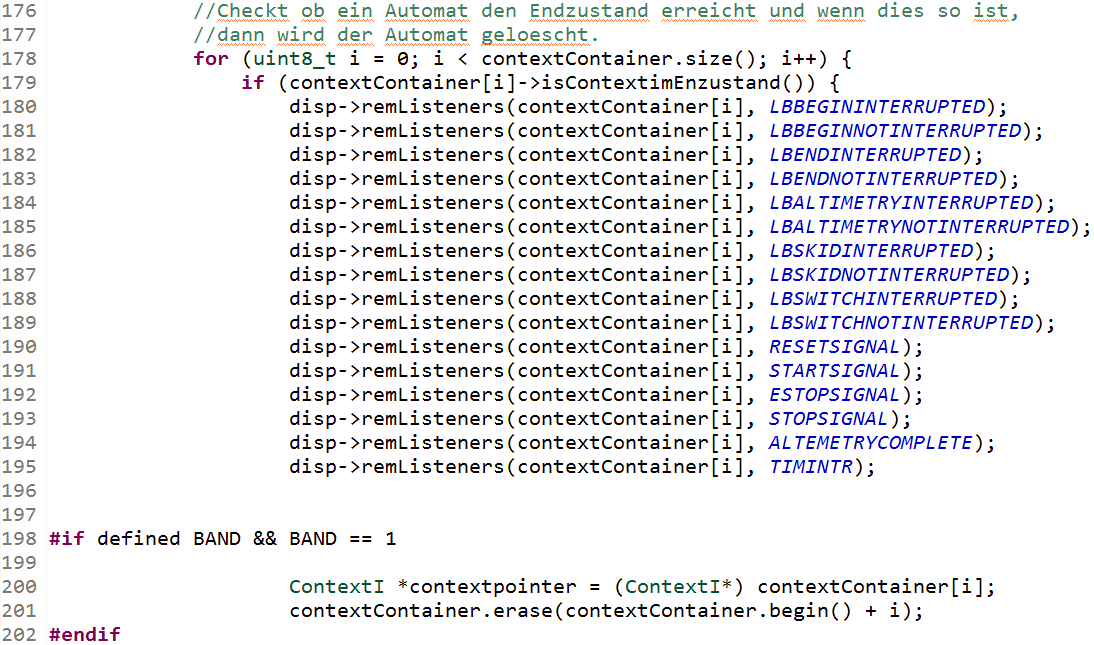 176 //Checkt ob ein Automat den Endzustand erreicht und wenn dies so ist,
177 //dann wird der Automat geloescht.
178 for (uint8_t i = 0; i < contextContainer.size(); i++) {
179 if (contextContainer[i]->isContextimEnzustand()) {
180 disp->remListeners(contextContainer[i], LBBEGININTERRUPTED);
181 disp->remListeners(contextContainer[i], LBBEGINNOTINTERRUPTED);
182 disp->remListeners(contextContainer[i], LBENDINTERRUPTED);
183 disp->remListeners(contextContainer[i], LBENDNOTINTERRUPTED);
184 disp->remListeners(contextContainer[i], LBALTIMETRYINTERRUPTED);
185 disp->remListeners(contextContainer[i], LBALTIMETRYNOTINTERRUPTED);
186 disp->remListeners(contextContainer[i], LBSKIDINTERRUPTED);
187 disp->remListeners(contextContainer[i], LBSKIDNOTINTERRUPTED);
188 disp->remListeners(contextContainer[i], LBSWITCHINTERRUPTED);
189 disp->remListeners(contextContainer[i], LBSWITCHNOTINTERRUPTED);
190 disp->remListeners(contextContainer[i], RESETSIGNAL);
191 disp->remListeners(contextContainer[i], STARTSIGNAL);
192 disp->remListeners(contextContainer[i], ESTOPSIGNAL);
193 disp->remListeners(contextContainer[i], STOPSIGNAL);
194 disp->remListeners(contextContainer[i], ALTEMETRYCOMPLETE);
195 disp->remListeners(contextContainer[i], TIMINTR);
196
197
198 #if defined BAND && BAND == 1
199
200 ContextI *contextpointer = (ContextI*) contextContainer[i];
201 contextContainer.erase(contextContainer.begin() + i);
202 #endif